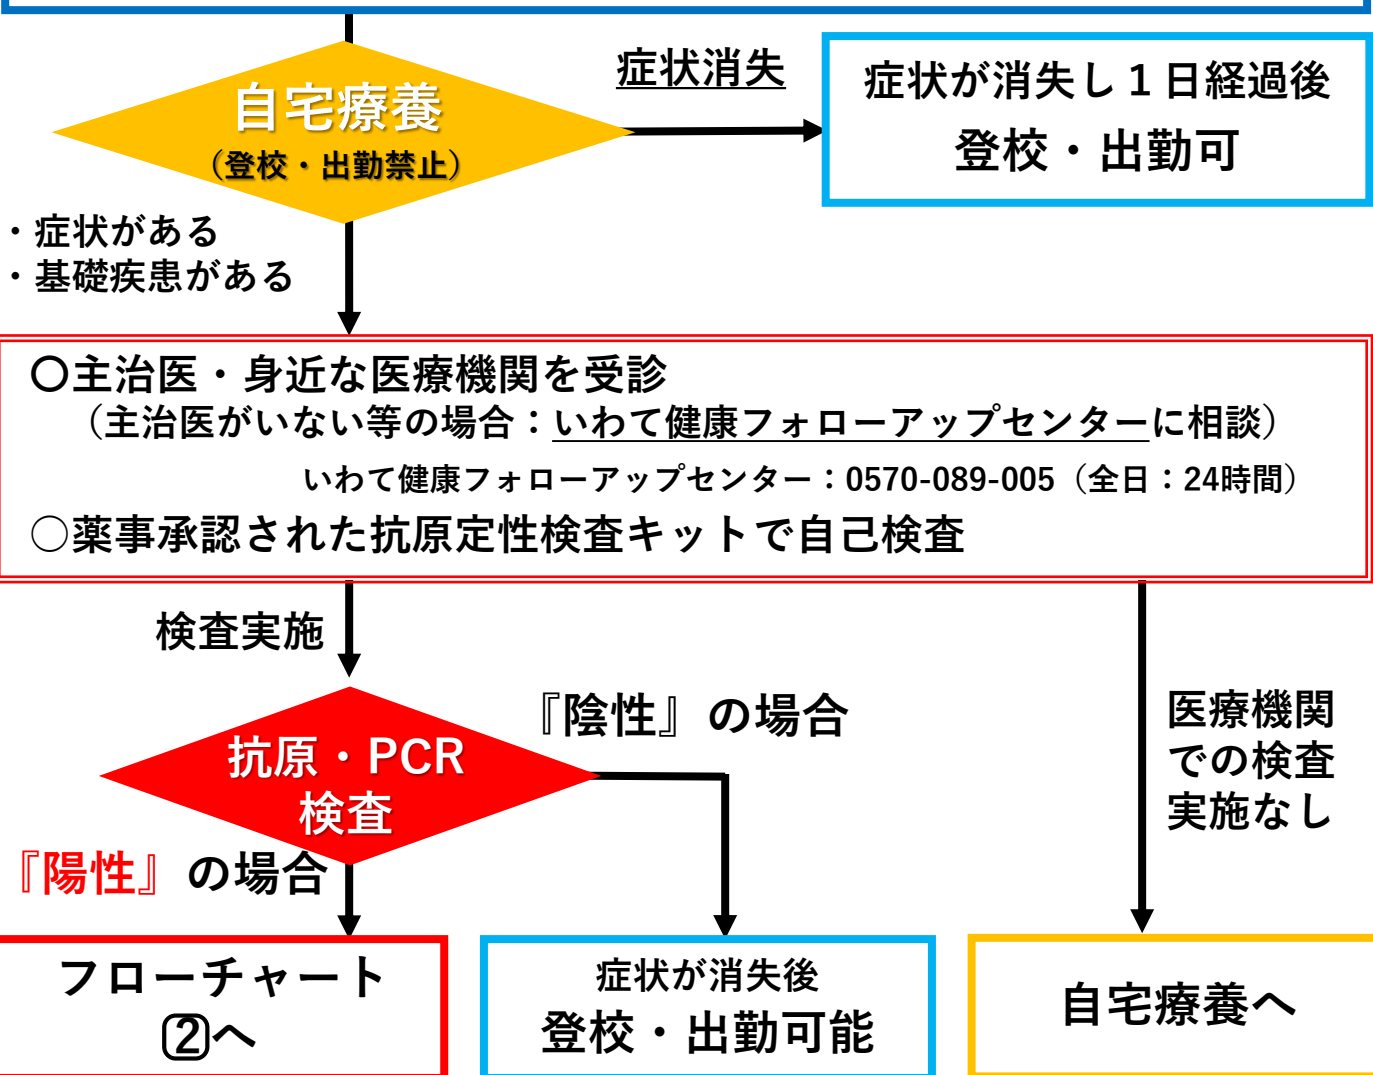 自宅療養
（登校・出勤禁止）
症状消失
症状が消失し１日経過後
登校・出勤可
・症状がある
・基礎疾患がある
〇主治医・身近な医療機関を受診
（主治医がいない等の場合：いわて健康フォローアップセンターに相談）
いわて健康フォローアップセンター：0570-089-005（全日：24時間）
○薬事承認された抗原定性検査キットで自己検査
検査実施
抗原・PCR
検査
『陰性』の場合
医療機関
での検査
実施なし
『陽性』の場合
フローチャート
②へ
症状が消失後
登校・出勤可能
自宅療養へ